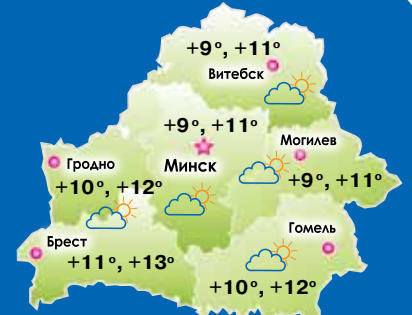 +9°, +11°
Витебск
+9°, +11°
Минск
Могилев
+9°, +11°
Гродно
+10°, +12°
Гомель
+10°, +12°
Брест
+11°, +13°